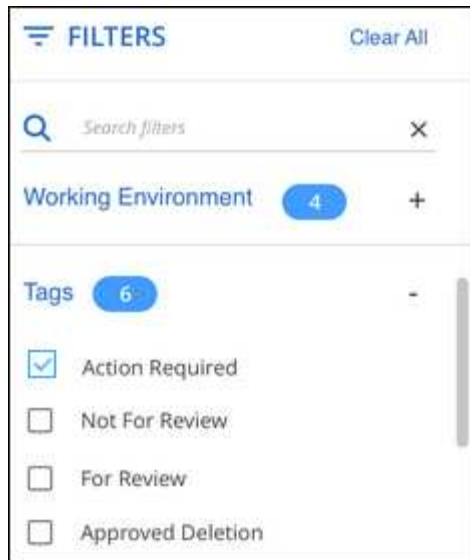 FILTERS Clear All
Search filters
Working Environment 4 +
Tags 6 -
Action Required
Not For Review
For Review
Approved Deletion